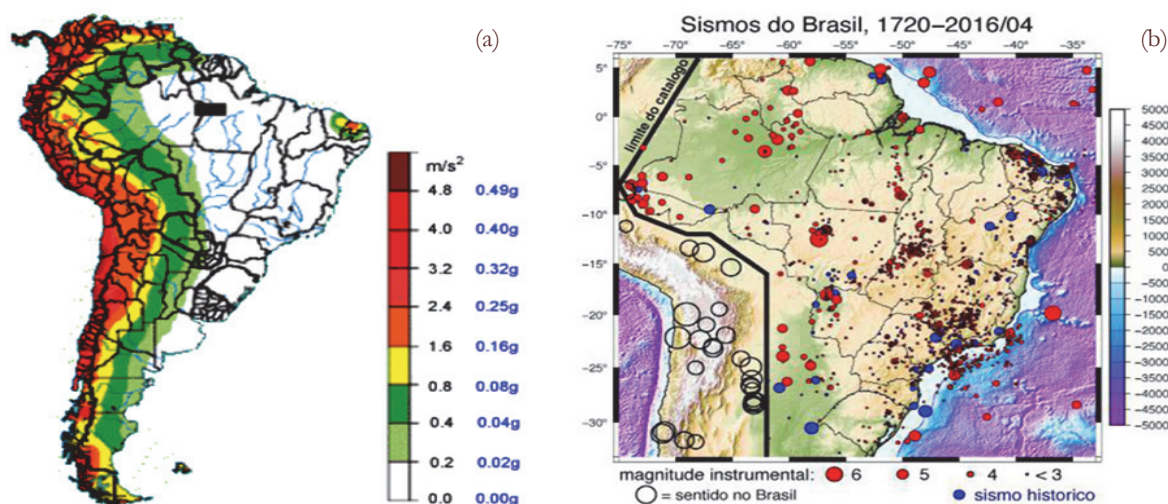 (a)
m/s²
4.8 0.49g
4.0 0.40g
3.2 0.32g
2.4 0.25g
1.6 0.16g
0.8 0.08g
0.4 0.04g
0.2 0.02g
0.0 0.00g
Sismos do Brasil, 1720-2016/04
(b)
-75° -70° -65° -60° -55° -50° -45° -40° -35°
5°
0°
-5°
-10°
-15°
-20°
-25°
-30°
limite do catalogo
5000
4500
4000
3500
3000
2500
2000
1500
1000
500
0
-500
-1000
-1500
-2000
-2500
-3000
-3500
-4000
-4500
-5000
magnitude instrumental: 6 5 4 < 3
= sentido no Brasil sismo historico